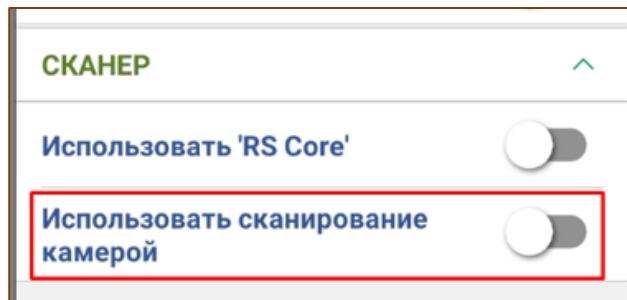 СКАНЕР
Использовать 'RS Core'
Использовать сканирование
камерой